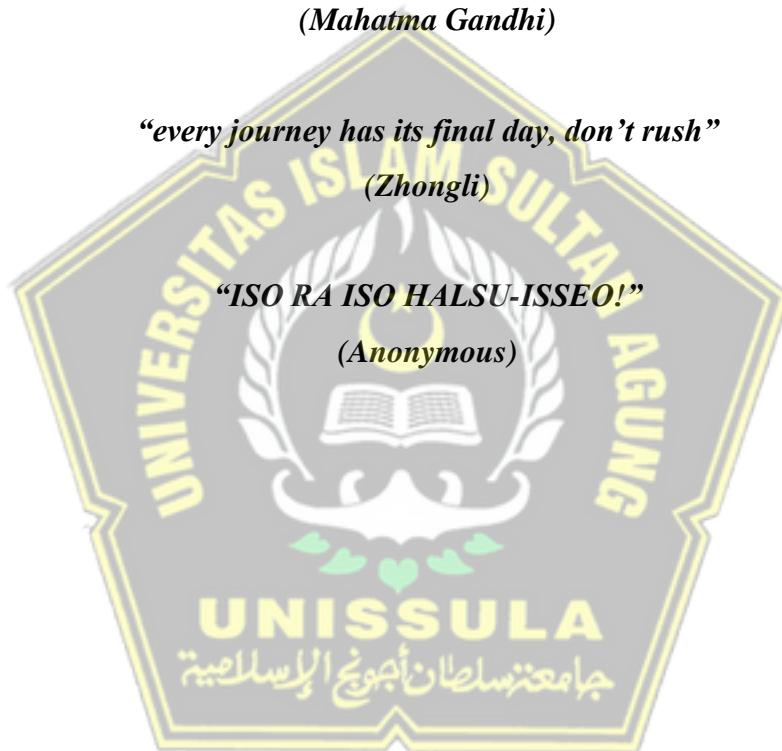 (Mahatma Gandhi)
“every journey has its final day, don’t rush”
(Zhongli)
“ISO RA ISO HALSU-ISSEO!”
(Anonymous)
UNIVERSITAS ISLAM SULTAN AGUNG
UNISSULA
جامعة سلطان أجونج الإسلامية